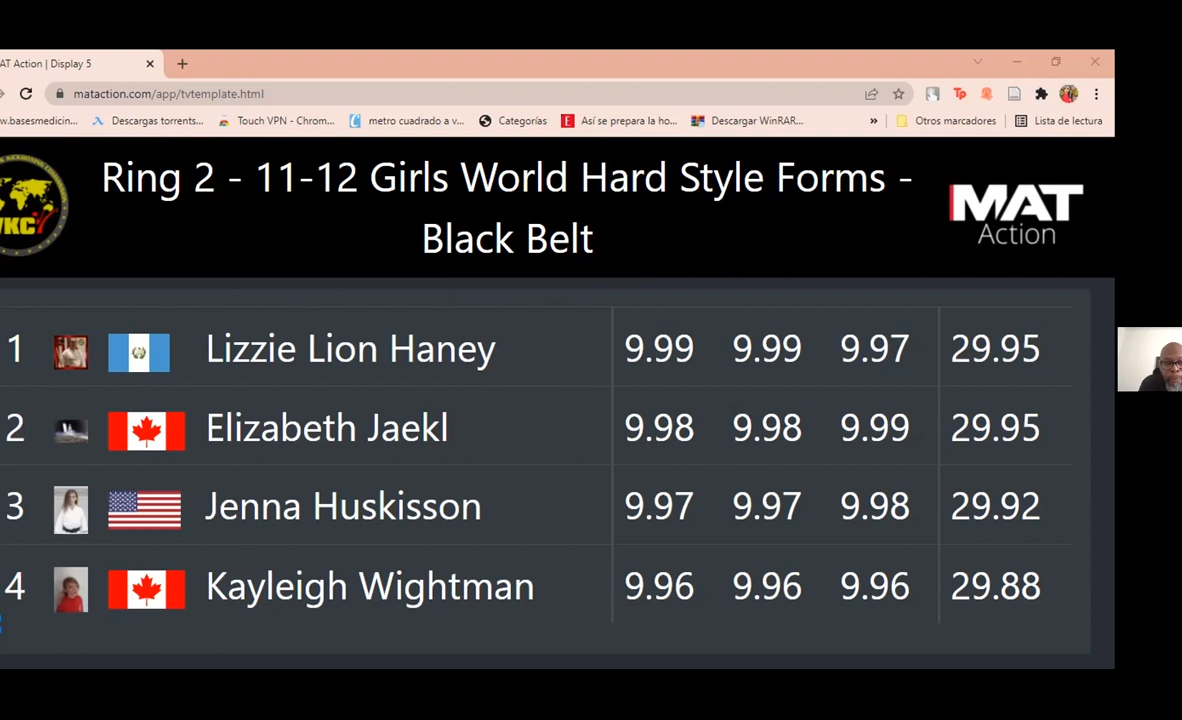 AT Action | Display 5
mataction.com/app/tvtemplate.html
w.basesmedicin... Descargas torrents... Touch VPN - Chrom... metro cuadrado a v... Categorías Así se prepara la ho... Descargar WinRAR... » Otros marcadores Lista de lectura
Ring 2 - 11-12 Girls World Hard Style Forms -
Black Belt
MAT
Action
1 Lizzie Lion Haney 9.99 9.99 9.97 29.95
2 Elizabeth Jaekl 9.98 9.98 9.99 29.95
3 Jenna Huskisson 9.97 9.97 9.98 29.92
4 Kayleigh Wightman 9.96 9.96 9.96 29.88